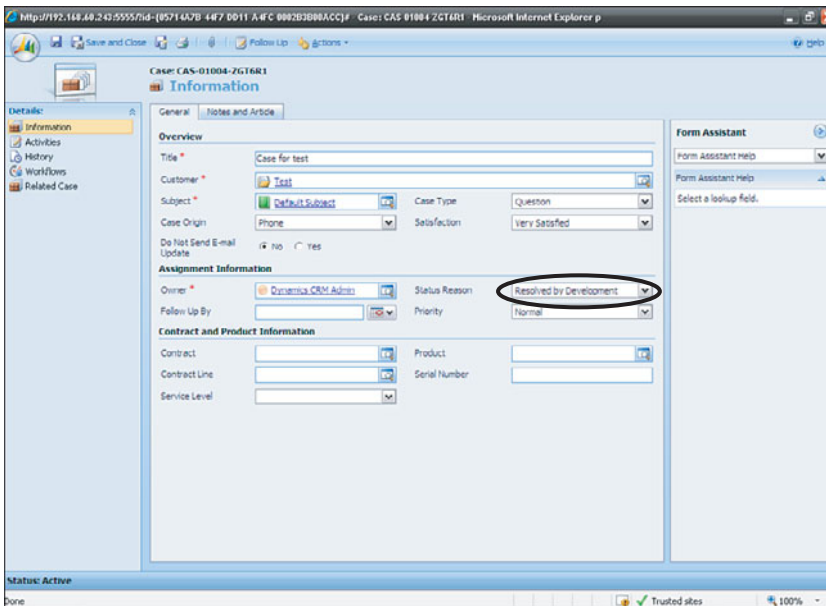 http://192.168.60.243:5555/?id={05714A7B-44F7-DD11-A4FC-0002B3B00ACC}# - Case: CAS-01004-ZGT6R1 - Microsoft Internet Explorer p
Save and Close Follow Up Actions Help
Case: CAS-01004-ZGT6R1
Information
Details:
Information
Activities
History
Workflows
Related Case
General Notes and Article
Overview
Title * Case for test
Customer * Test
Subject * Default Subject Case Type Question
Case Origin Phone Satisfaction Very Satisfied
Do Not Send E-mail
Update No Yes
Assignment Information
Owner * Dynamics CRM Admin Status Reason Resolved by Development
Follow Up By Priority Normal
Contract and Product Information
Contract Product
Contract Line Serial Number
Service Level
Form Assistant
Form Assistant Help
Form Assistant Help
Select a lookup field.
Status: Active
Done Trusted sites 100%